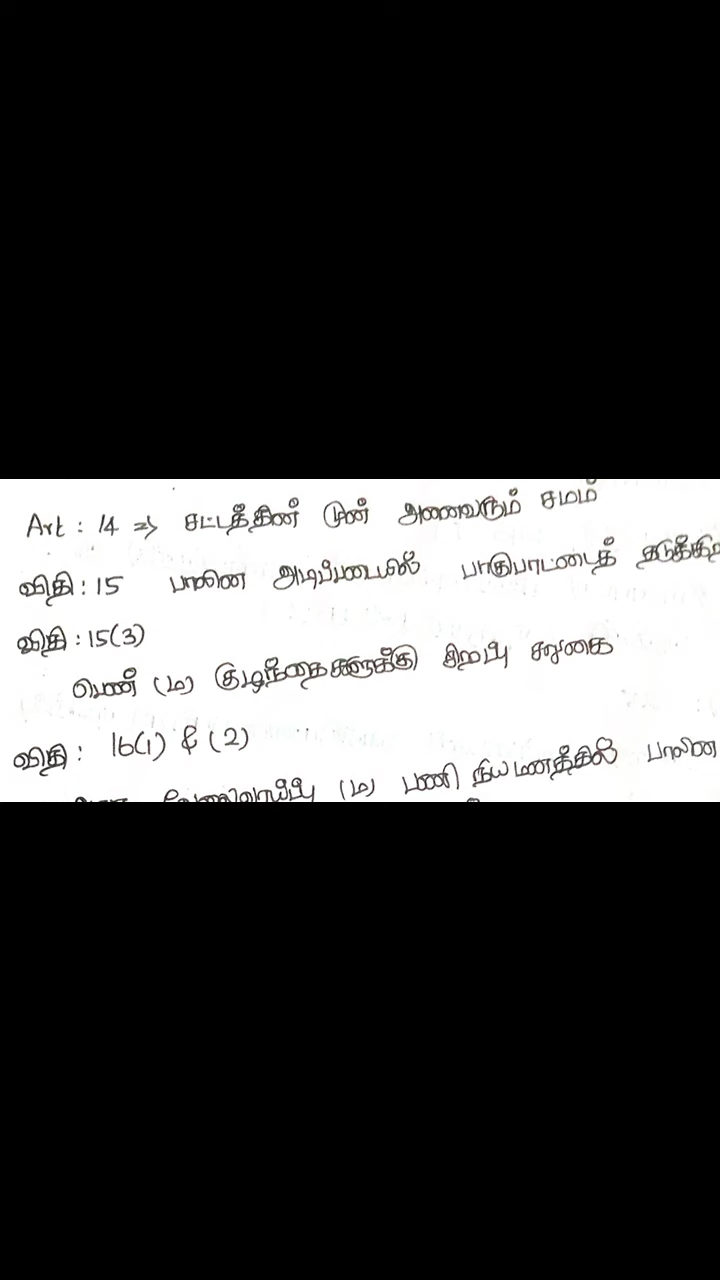 Art : 14 => சட்டத்தின் முன் அனைவரும் சமம்
விதி : 15 பாலின அடிப்படையில் பாகுபாட்டைத்
விதி : 15(3)
பெண் (ம) குழந்தைகளுக்கு சிறப்பு சலுகை
விதி : 16(1) & (2)
வேலைவாய்ப்பு (ம) பணி நியமனத்தில் பாலின